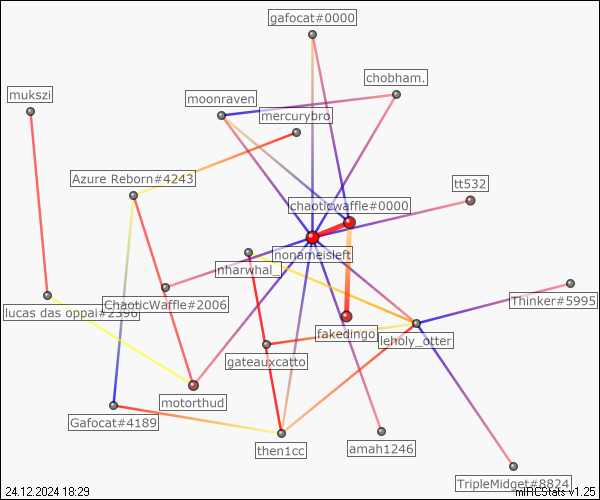 gafocat#0000
chobham.
mukszi
moonraven
mercurybro
Azure Reborn#4243
tt532
chaoticwaffle#0000
nonameisleft
nharwhal_
ChaoticWaffle#2006
Thinker#5995
lucas das oppai#2596
fakedingo
leholy_otter
gateauxcatto
motorthud
Gafocat#4189
then1cc
amah1246
TripleMidget#8824
24.12.2024 18:29
mIRCStats v1.25